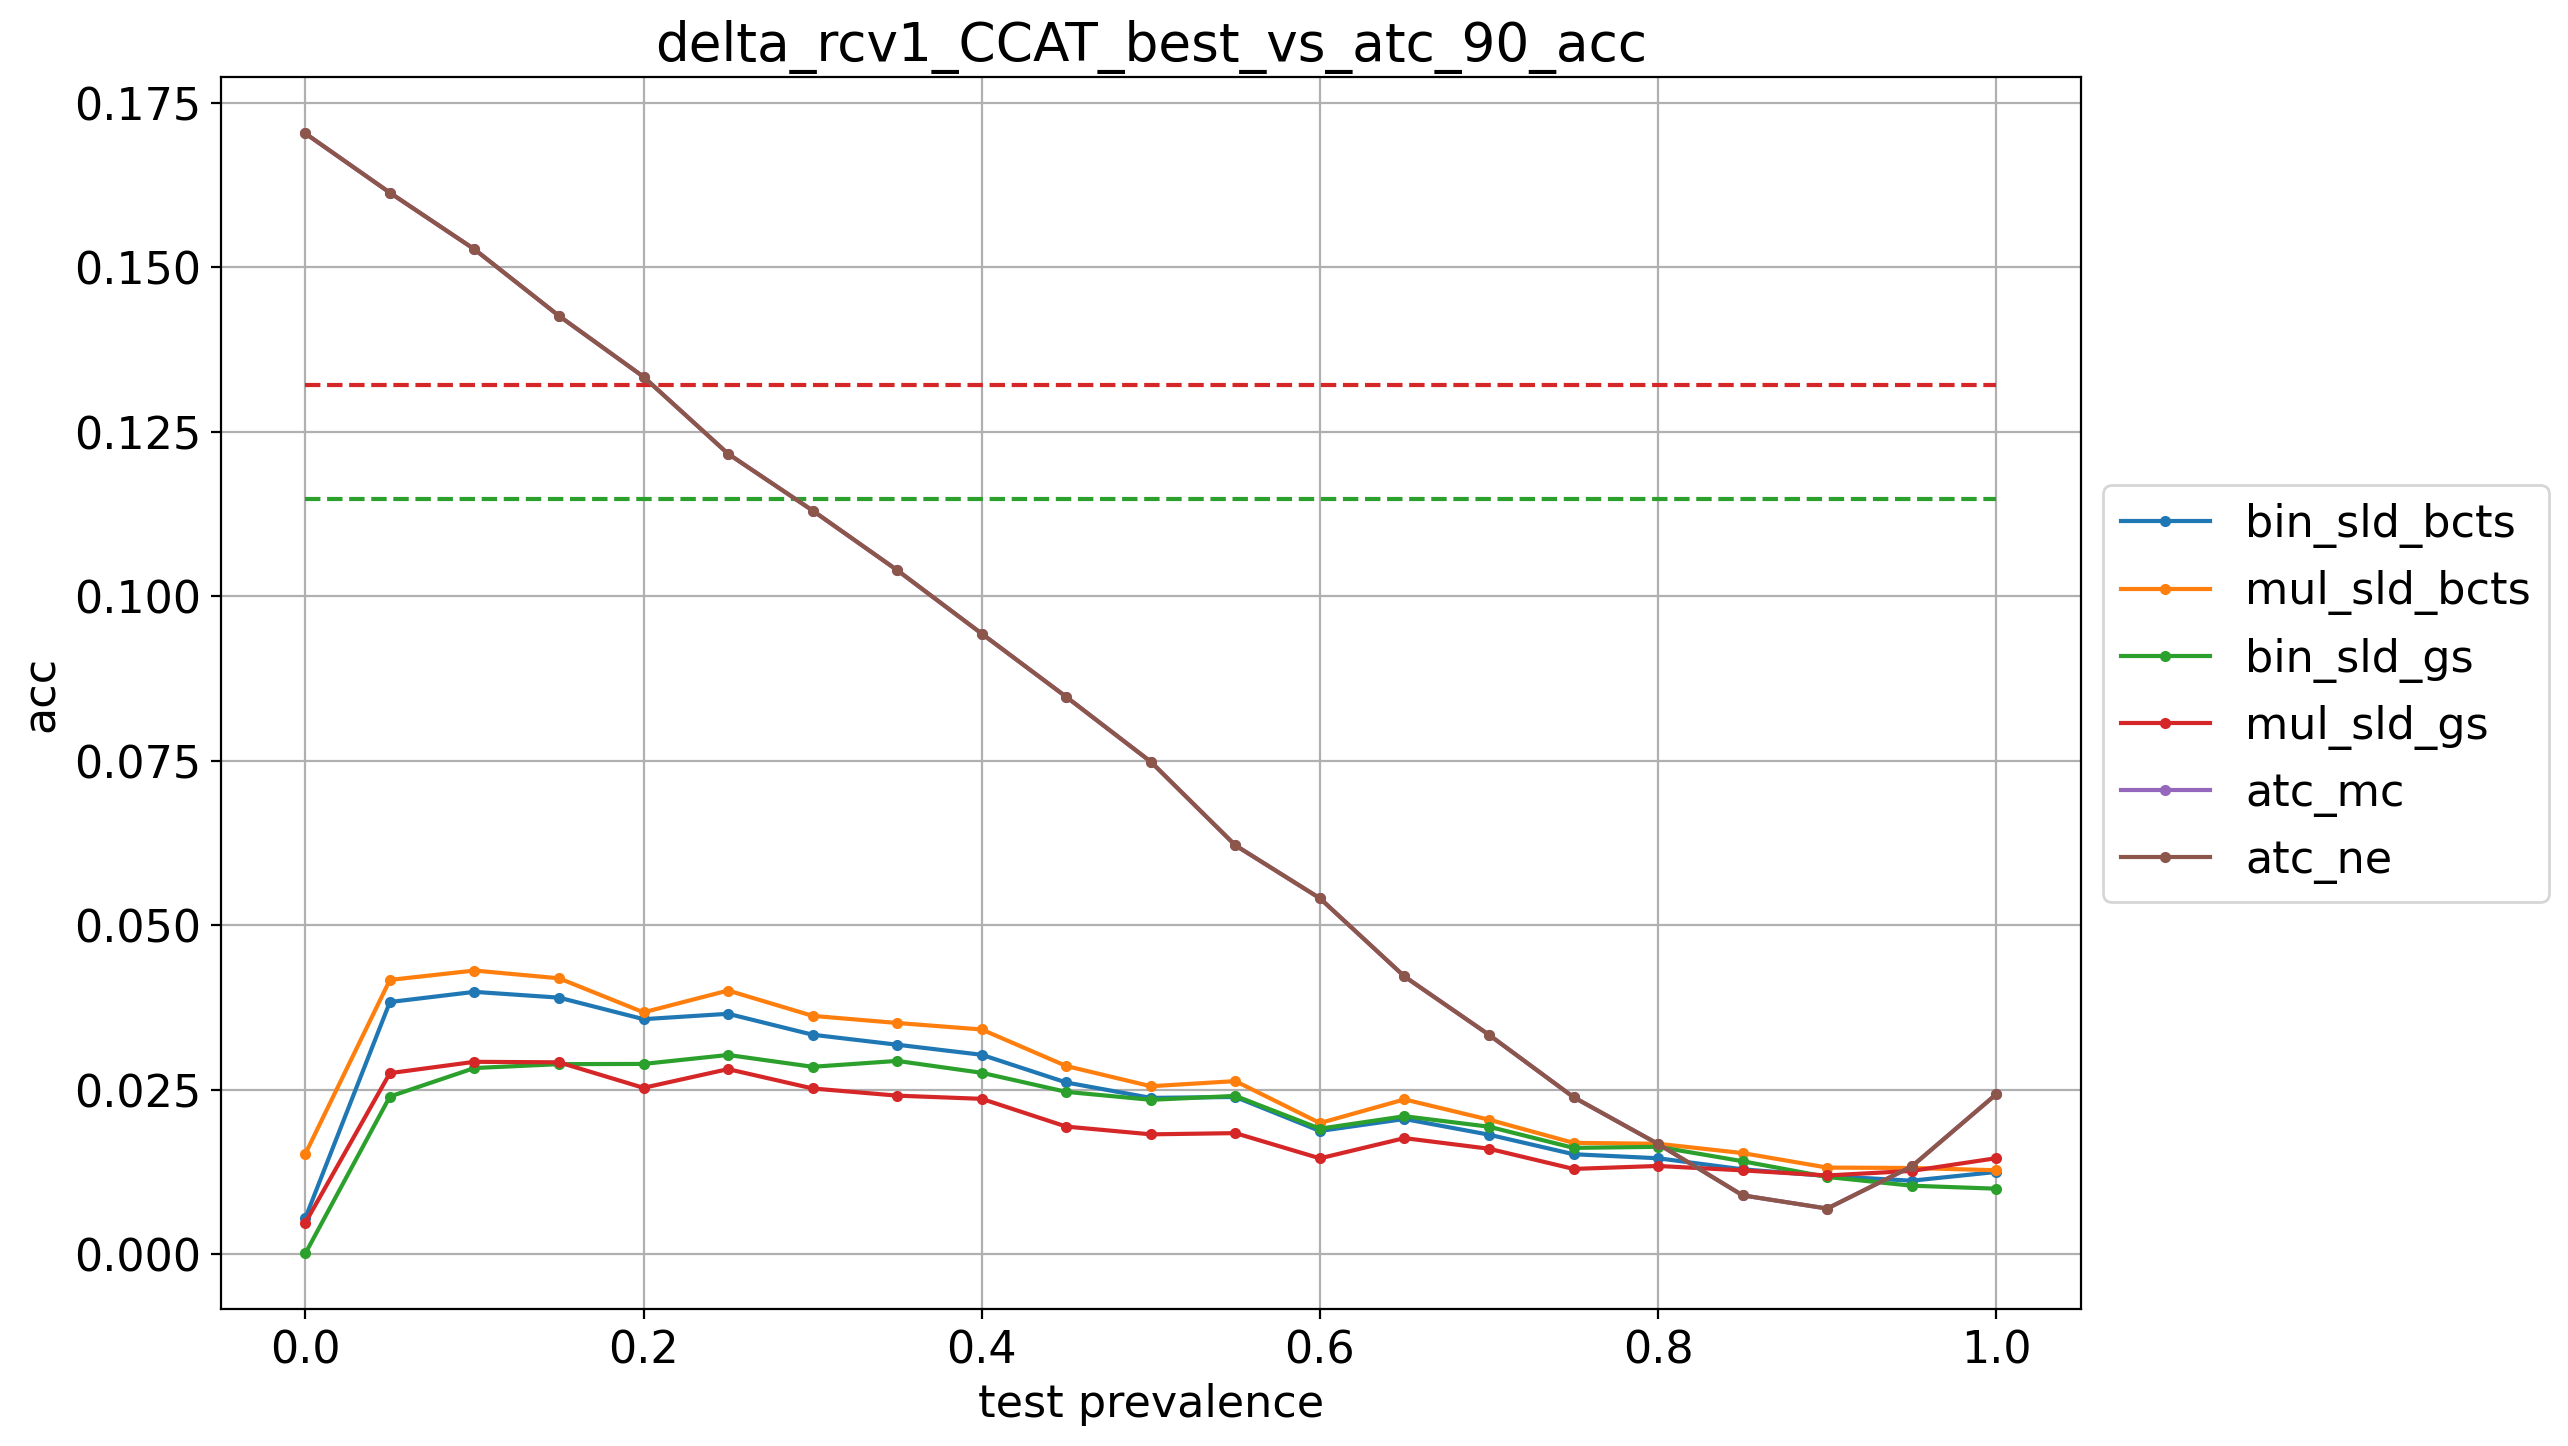 delta_rcv1_CCAT_best_vs_atc_90_acc
0.175
0.150
0.125
0.100
0.075
0.050
0.025
0.000
acc
0.0 0.2 0.4 0.6 0.8 1.0
test prevalence
bin_sld_bcts
mul_sld_bcts
bin_sld_gs
mul_sld_gs
atc_mc
atc_ne